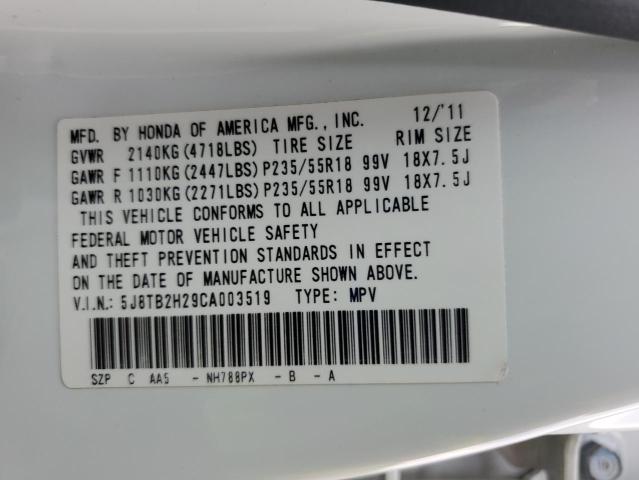 MFD. BY HONDA OF AMERICA MFG., INC. 12/'11
GVWR 2140KG(4718LBS) TIRE SIZE RIM SIZE
GAWR F 1110KG(2447LBS)P235/55R18 99V 18X7.5J
GAWR R 1030KG(2271LBS)P235/55R18 99V 18X7.5J
THIS VEHICLE CONFORMS TO ALL APPLICABLE
FEDERAL MOTOR VEHICLE SAFETY
AND THEFT PREVENTION STANDARDS IN EFFECT
ON THE DATE OF MANUFACTURE SHOWN ABOVE.
V.I.N.: 5J8TB2H29CA003519 TYPE: MPV
SZP C AA5 - NH788PX - B - A